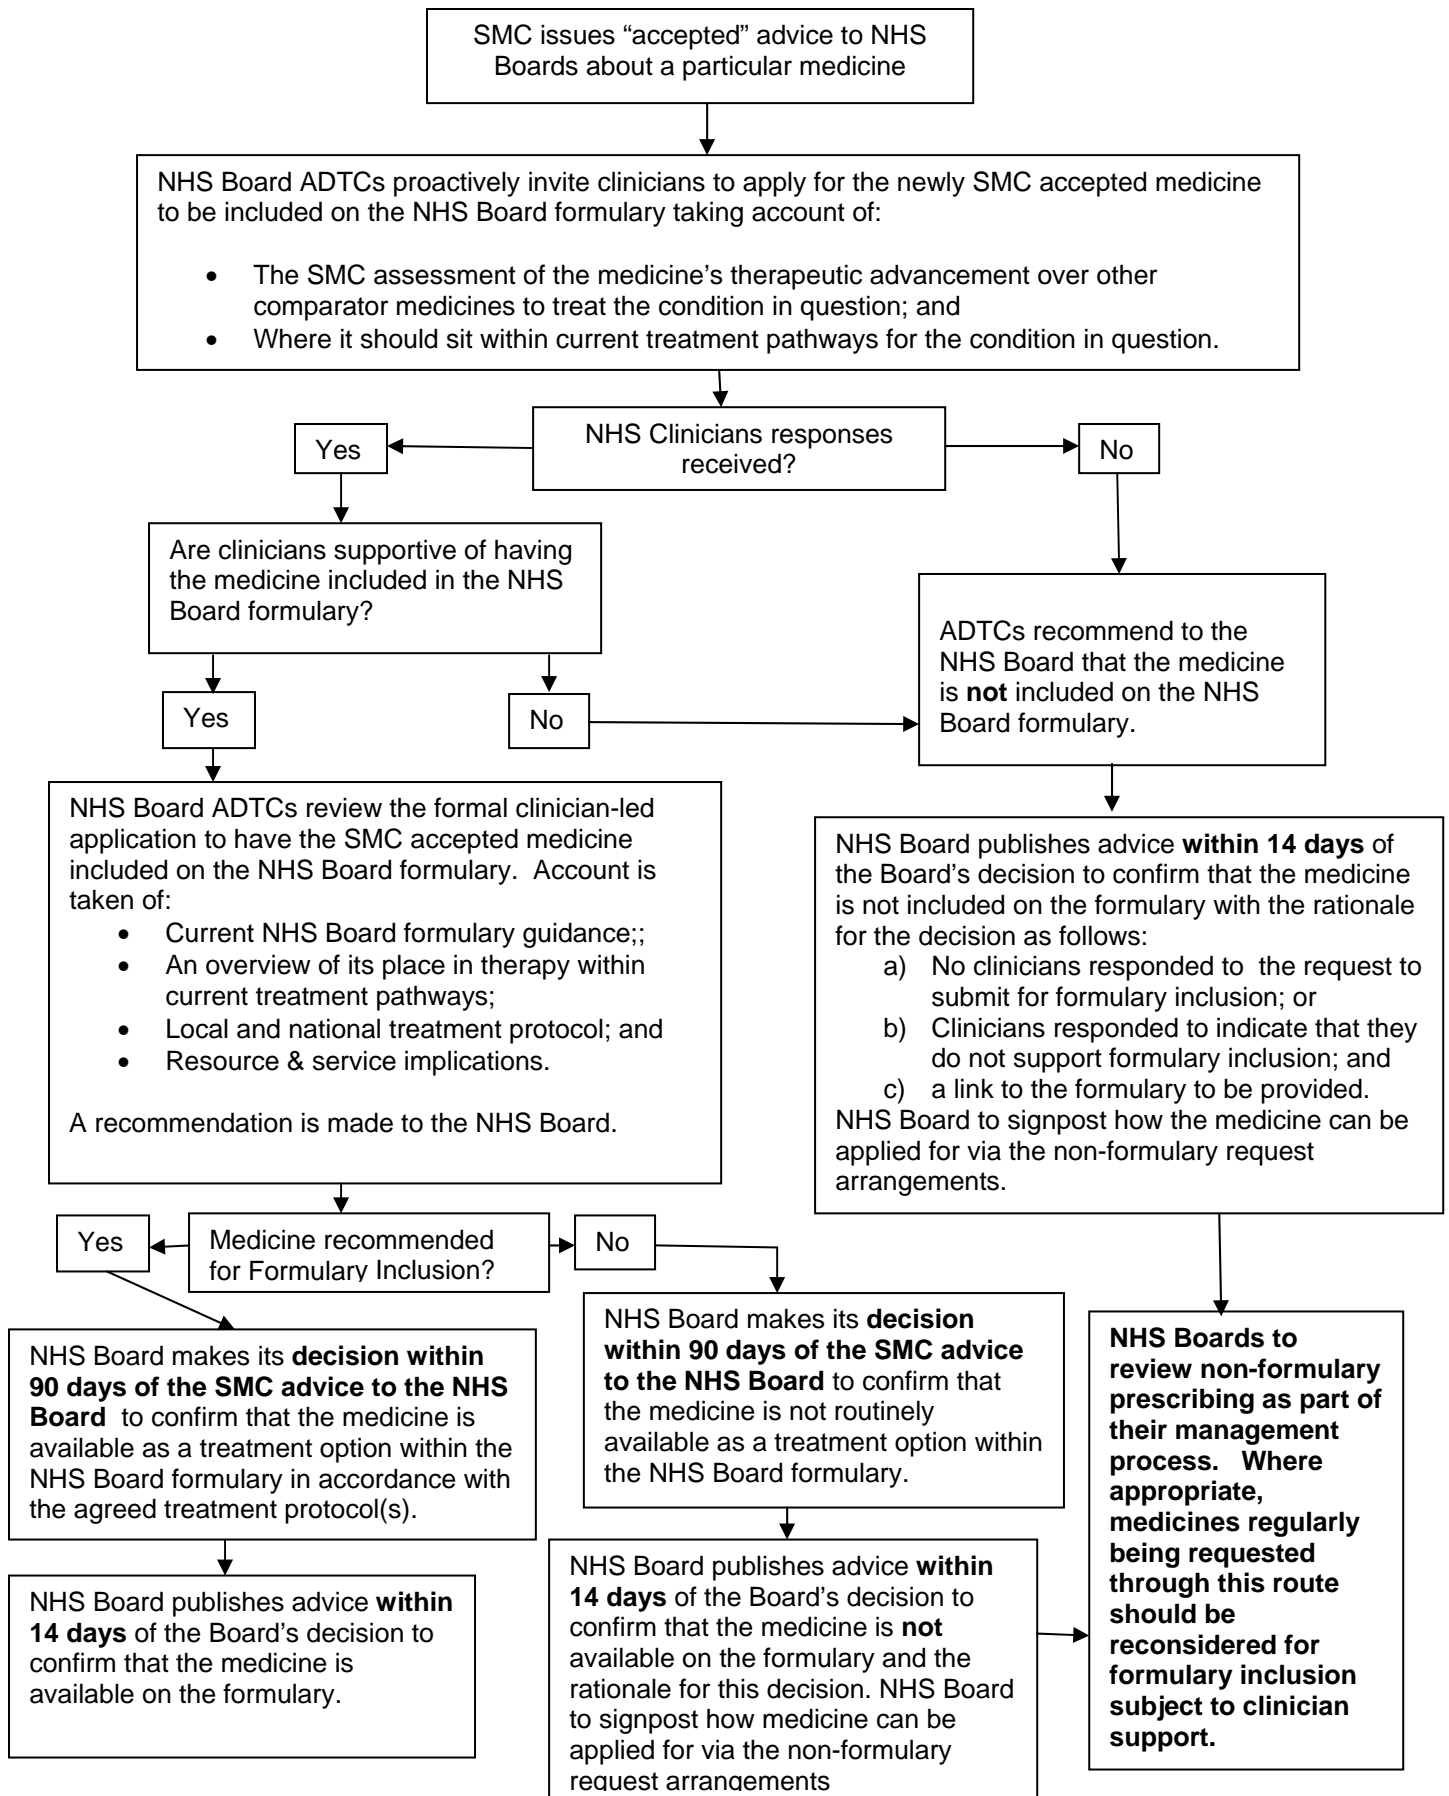 SMC issues “accepted” advice to NHS
Boards about a particular medicine
NHS Board ADTCs proactively invite clinicians to apply for the newly SMC accepted medicine
to be included on the NHS Board formulary taking account of:
• The SMC assessment of the medicine’s therapeutic advancement over other
comparator medicines to treat the condition in question; and
• Where it should sit within current treatment pathways for the condition in question.
NHS Clinicians responses
received?
Yes
No
Are clinicians supportive of having
the medicine included in the NHS
Board formulary?
Yes
No
ADTCs recommend to the
NHS Board that the medicine
is not included on the NHS
Board formulary.
NHS Board ADTCs review the formal clinician-led
application to have the SMC accepted medicine
included on the NHS Board formulary. Account is
taken of:
• Current NHS Board formulary guidance;;
• An overview of its place in therapy within
current treatment pathways;
• Local and national treatment protocol; and
• Resource & service implications.
A recommendation is made to the NHS Board.
NHS Board publishes advice within 14 days of
the Board’s decision to confirm that the medicine
is not included on the formulary with the rationale
for the decision as follows:
a) No clinicians responded to the request to
submit for formulary inclusion; or
b) Clinicians responded to indicate that they
do not support formulary inclusion; and
c) a link to the formulary to be provided.
NHS Board to signpost how the medicine can be
applied for via the non-formulary request
arrangements.
Yes
Medicine recommended
for Formulary Inclusion?
No
NHS Board makes its decision within
90 days of the SMC advice to the NHS
Board to confirm that the medicine is
available as a treatment option within the
NHS Board formulary in accordance with
the agreed treatment protocol(s).
NHS Board makes its decision
within 90 days of the SMC advice
to the NHS Board to confirm that
the medicine is not routinely
available as a treatment option within
the NHS Board formulary.
NHS Boards to
review non-formulary
prescribing as part of
their management
process. Where
appropriate,
medicines regularly
being requested
through this route
should be
reconsidered for
formulary inclusion
subject to clinician
support.
NHS Board publishes advice within
14 days of the Board’s decision to
confirm that the medicine is
available on the formulary.
NHS Board publishes advice within
14 days of the Board’s decision to
confirm that the medicine is not
available on the formulary and the
rationale for this decision. NHS Board
to signpost how medicine can be
applied for via the non-formulary
request arrangements